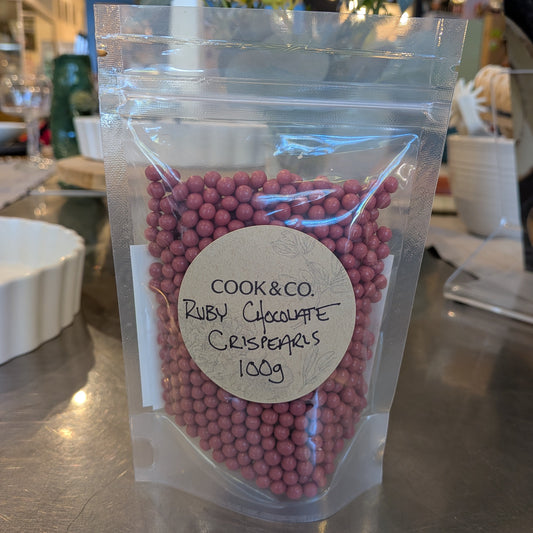 COOK&CO.
RUBY CHOCOLATE
CRISPEARLS
100g